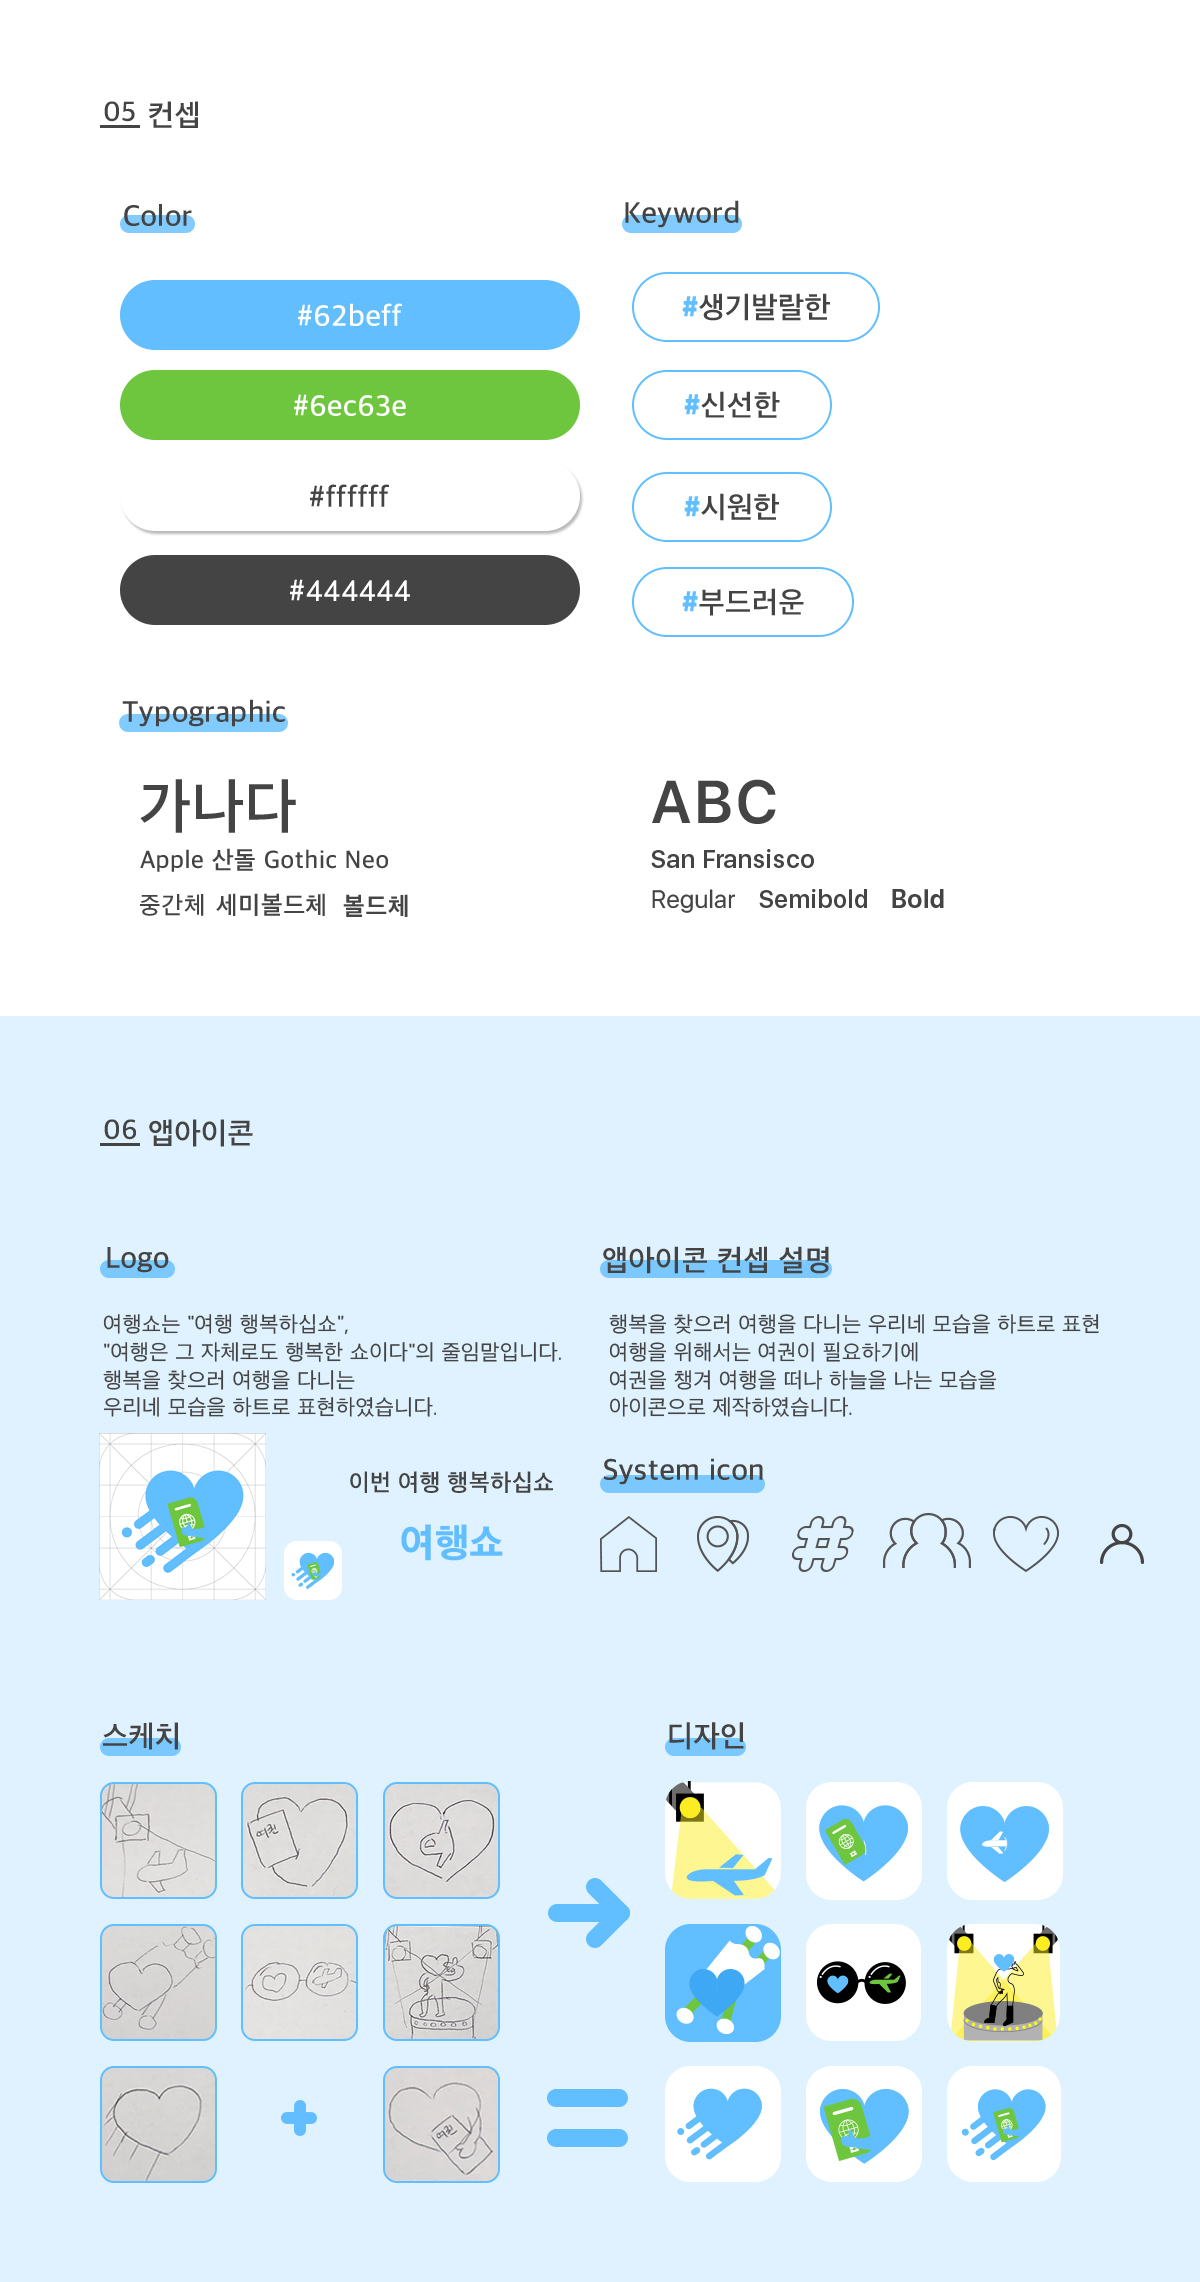 05 컨셉
Color
#62beff
#6ec63e
#ffffff
#444444
Keyword
#생기발랄한
#신선한
#시원한
#부드러운
Typographic
가나다
Apple 산돌 Gothic Neo
중간체 세미볼드체 볼드체
ABC
San Fransisco
Regular Semibold Bold
06 앱아이콘
Logo
여행쇼는 "여행 행복하십쇼",
"여행은 그 자체로도 행복한 쇼이다"의 줄임말입니다.
행복을 찾으러 여행을 다니는
우리네 모습을 하트로 표현하였습니다.
이번 여행 행복하십쇼
여행쇼
앱아이콘 컨셉 설명
행복을 찾으러 여행을 다니는 우리네 모습을 하트로 표현
여행을 위해서는 여권이 필요하기에
여권을 챙겨 여행을 떠나 하늘을 나는 모습을
아이콘으로 제작하였습니다.
System icon
스케치
여권
여권
디자인